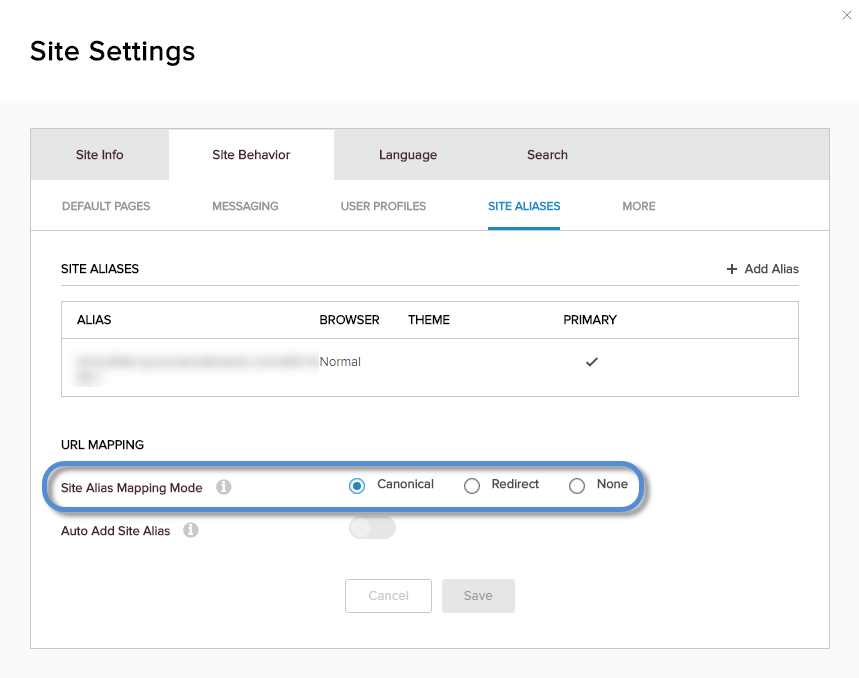 Site Settings
Site Info Site Behavior Language Search
DEFAULT PAGES MESSAGING USER PROFILES SITE ALIASES MORE
SITE ALIASES + Add Alias
ALIAS BROWSER THEME PRIMARY
Normal
URL MAPPING
Site Alias Mapping Mode Canonical Redirect None
Auto Add Site Alias
Cancel Save